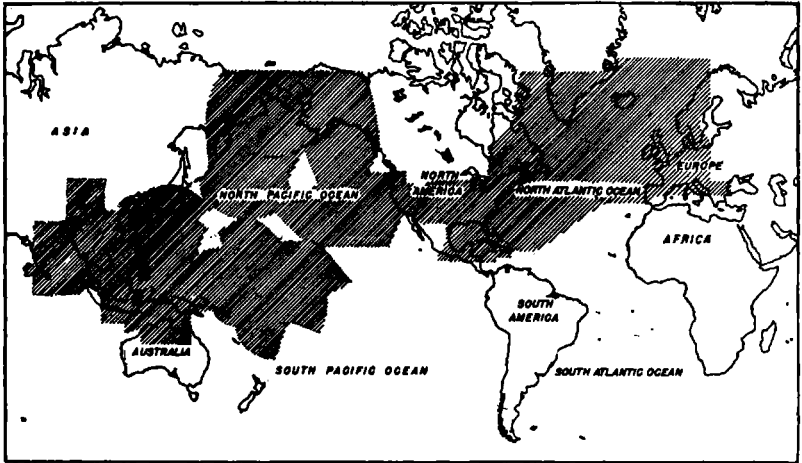 ASIA
NORTH PACIFIC OCEAN
NORTH
AMERICA
NORTH ATLANTIC OCEAN
EUROPE
AFRICA
SOUTH
AMERICA
AUSTRALIA
SOUTH PACIFIC OCEAN
SOUTH ATLANTIC OCEAN